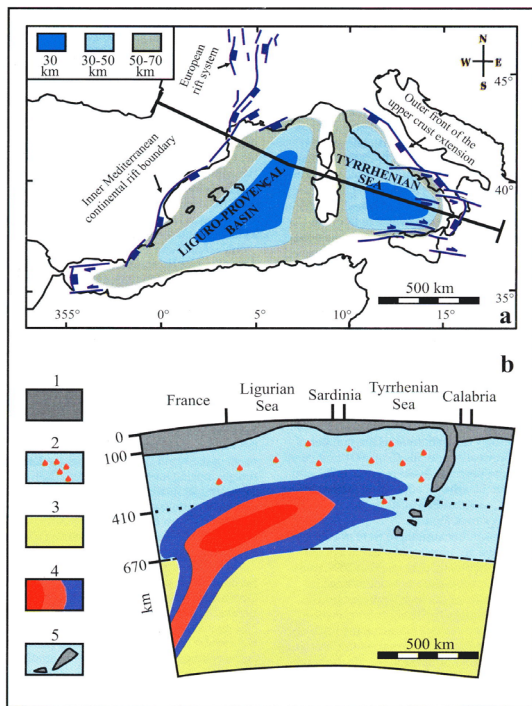 30 km
30-50 km
50-70 km
European rift system
N
W E
S
45°
Outer front of the upper crust extension
Inner Mediterranean continental rift boundary
TYRRHENIAN SEA
40°
LIGURO-PROVENÇAL BASIN
500 km
35°
a
355° 0° 5° 10° 15°
b
France
Ligurian Sea
Sardinia
Tyrrhenian Sea
Calabria
1
2
3
4
5
0
100
410
670
km
500 km